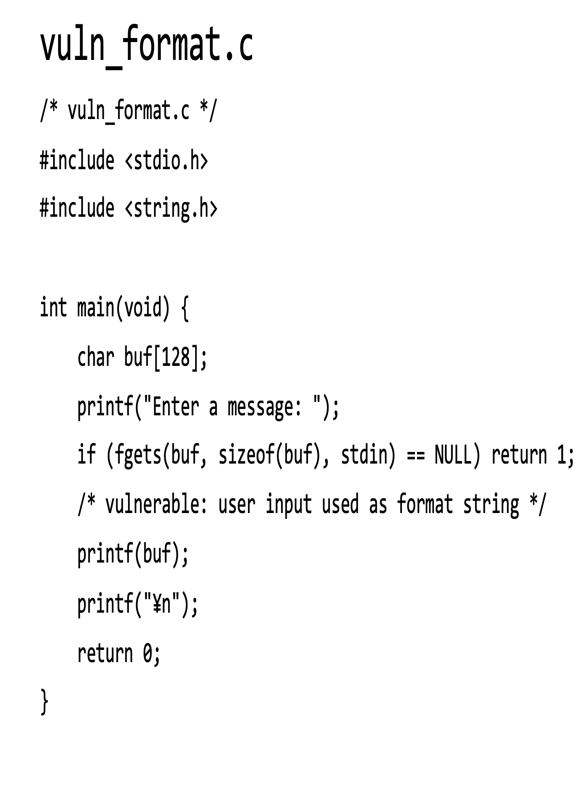 vuln_format.c
/* vuln_format.c */
#include <stdio.h>
#include <string.h>
int main(void) {
char buf[128];
printf("Enter a message: ");
if (fgets(buf, sizeof(buf), stdin) == NULL) return 1;
/* vulnerable: user input used as format string */
printf(buf);
printf("¥n");
return 0;
}